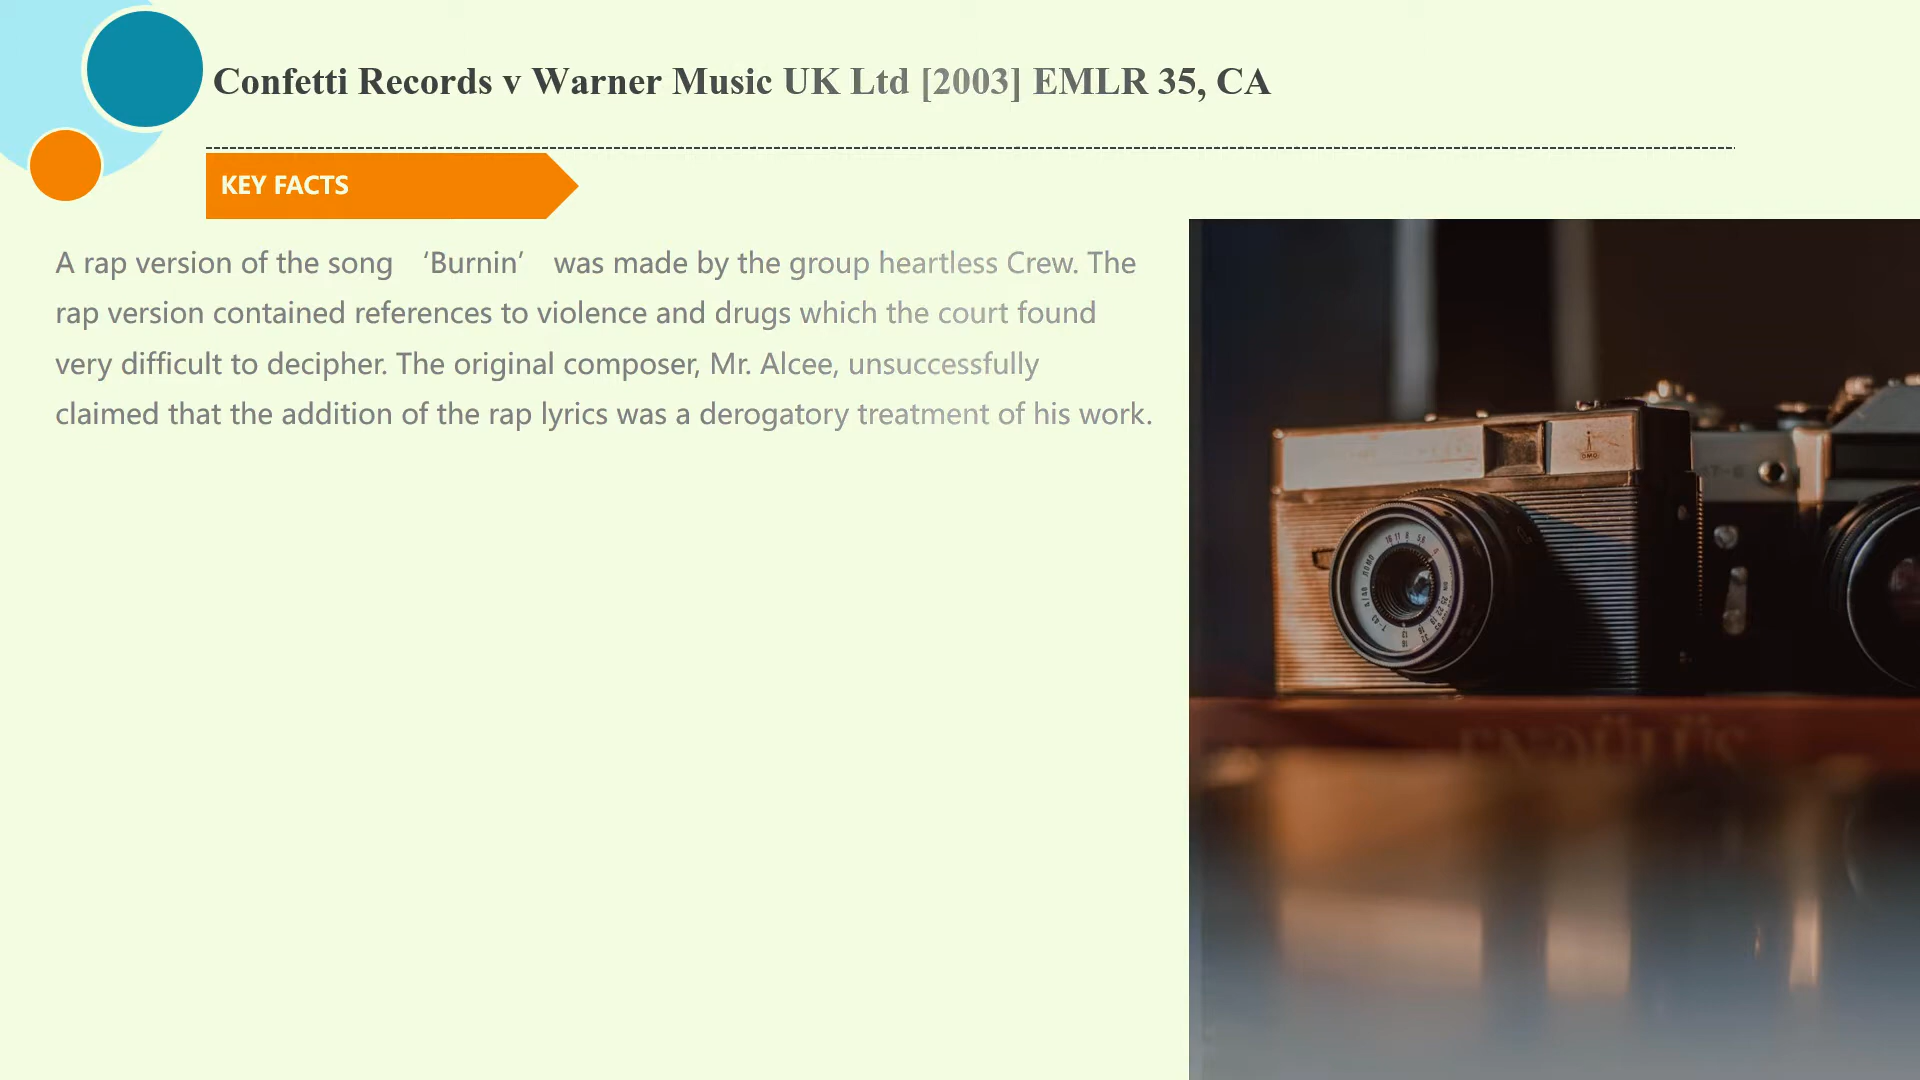 Confetti Records v Warner Music UK Ltd [2003] EMLR 35, CA
KEY FACTS
A rap version of the song ‘Burnin’ was made by the group heartless Crew. The
rap version contained references to violence and drugs which the court found
very difficult to decipher. The original composer, Mr. Alcee, unsuccessfully
claimed that the addition of the rap lyrics was a derogatory treatment of his work.